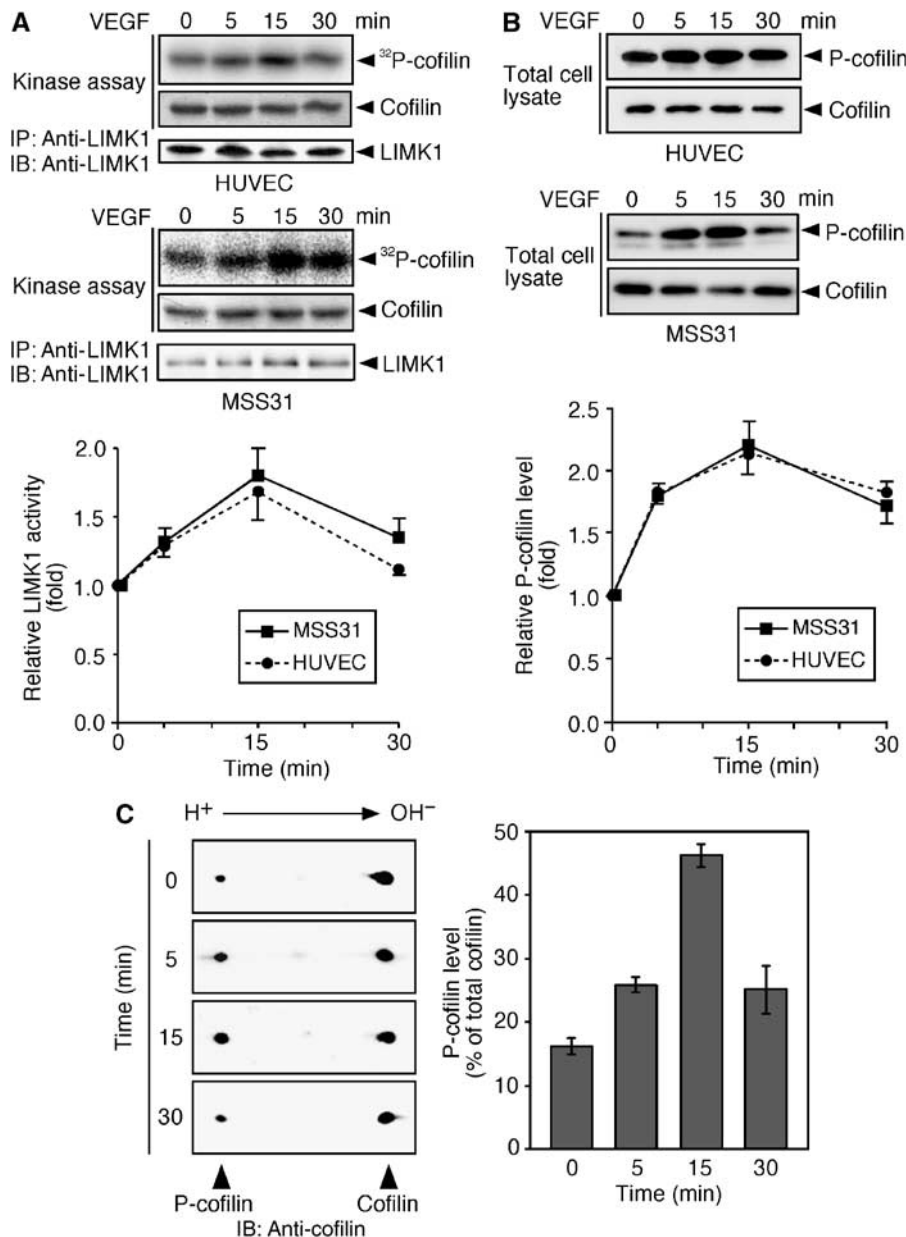 A
VEGF 0 5 15 30 min
Kinase assay
³²P-cofilin
Cofilin
IP: Anti-LIMK1
IB: Anti-LIMK1
LIMK1
HUVEC
VEGF 0 5 15 30 min
Kinase assay
³²P-cofilin
Cofilin
IP: Anti-LIMK1
IB: Anti-LIMK1
LIMK1
MSS31
Relative LIMK1 activity
(fold)
2.0
1.5
1.0
0.5
0.0
MSS31
HUVEC
0 15 30
Time (min)
B
VEGF 0 5 15 30 min
Total cell
lysate
P-cofilin
Cofilin
HUVEC
VEGF 0 5 15 30 min
Total cell
lysate
P-cofilin
Cofilin
MSS31
Relative P-cofilin level
(fold)
2.5
2.0
1.5
1.0
0.5
0.0
MSS31
HUVEC
0 15 30
Time (min)
C
H⁺ OH⁻
Time (min)
0
5
15
30
P-cofilin Cofilin
IB: Anti-cofilin
P-cofilin level
(% of total cofilin)
50
40
30
20
10
0
0 5 15 30
Time (min)